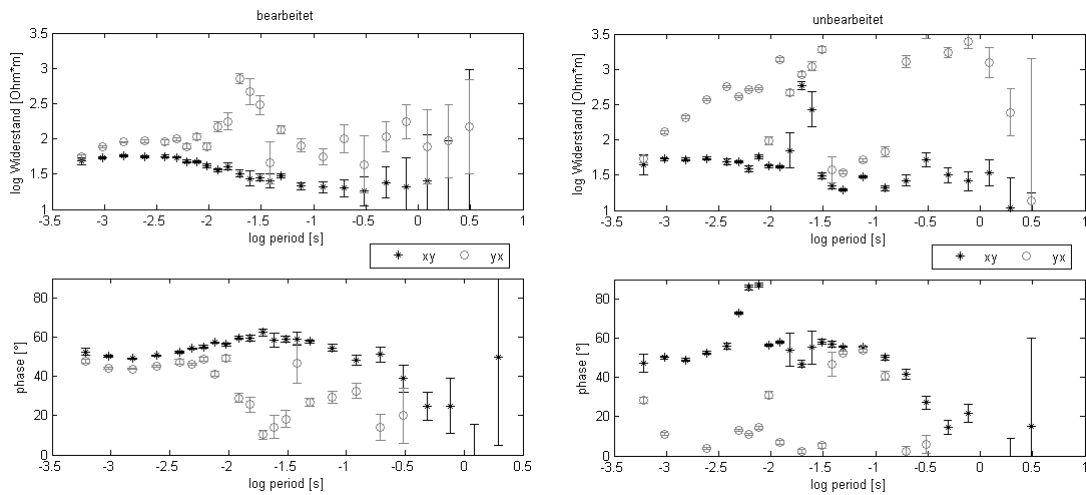 bearbeitet
3.5
3
2.5
2
1.5
1
log Widerstand [Ohm*m]
-3.5 -3 -2.5 -2 -1.5 -1 -0.5 0 0.5 1
log period [s]
xy yx
80
60
40
20
0
phase [°]
-3.5 -3 -2.5 -2 -1.5 -1 -0.5 0 0.5
log period [s]
unbearbeitet
3.5
3
2.5
2
1.5
1
log Widerstand [Ohm*m]
-3.5 -3 -2.5 -2 -1.5 -1 -0.5 0 0.5 1
log period [s]
xy yx
80
60
40
20
0
phase [°]
-3.5 -3 -2.5 -2 -1.5 -1 -0.5 0 0.5 1
log period [s]